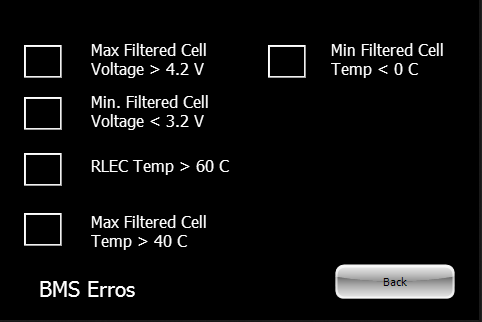 Max Filtered Cell
Voltage > 4.2 V
Min Filtered Cell
Temp < 0 C
Min. Filtered Cell
Voltage < 3.2 V
RLEC Temp > 60 C
Max Filtered Cell
Temp > 40 C
BMS Erros
Back